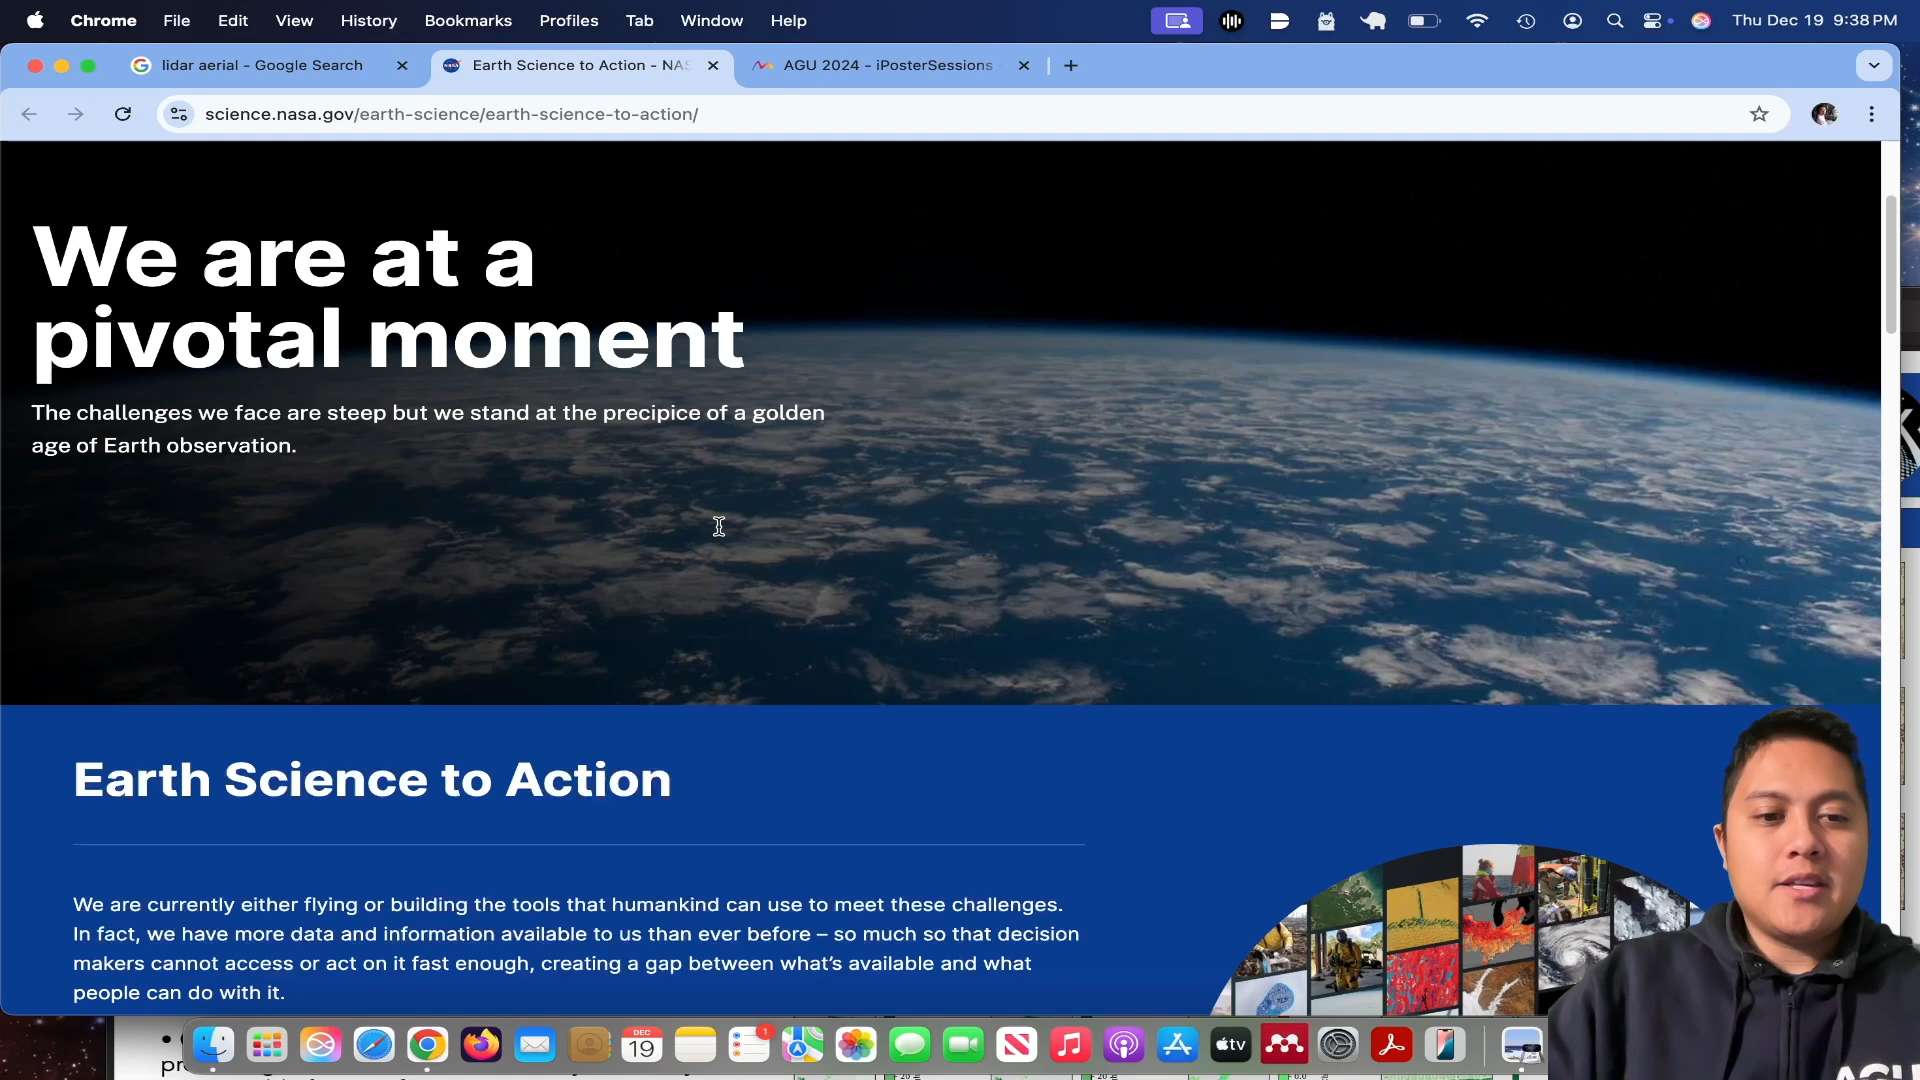 Chrome File Edit View History Bookmarks Profiles Tab Window Help Thu Dec 19 9:38 PM
lidar aerial - Google Search Earth Science to Action - NAS AGU 2024 - iPosterSessions
science.nasa.gov/earth-science/earth-science-to-action/
We are at a
pivotal moment
The challenges we face are steep but we stand at the precipice of a golden
age of Earth observation.
Earth Science to Action
We are currently either flying or building the tools that humankind can use to meet these challenges.
In fact, we have more data and information available to us than ever before – so much so that decision
makers cannot access or act on it fast enough, creating a gap between what's available and what
people can do with it.
DEC
19
1
tv
AGU